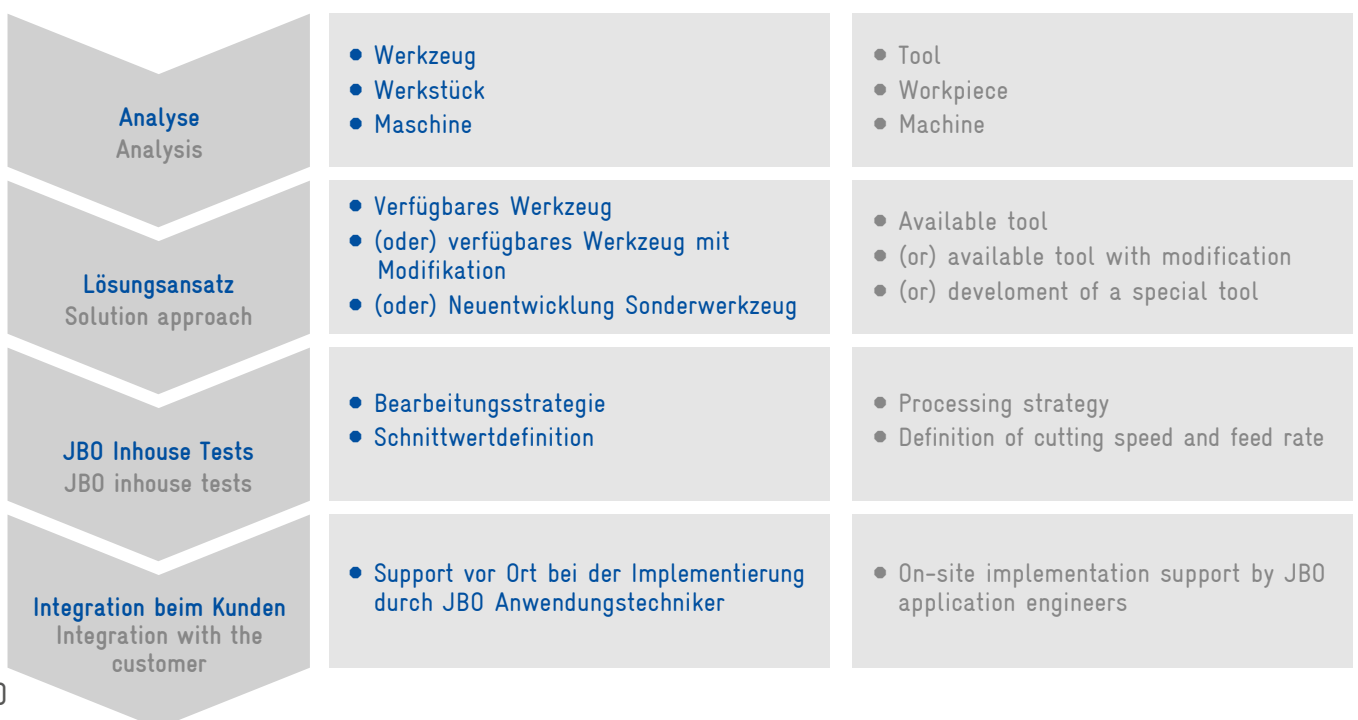 Analyse
Analysis
• Werkzeug
• Werkstück
• Maschine
• Tool
• Workpiece
• Machine
Lösungsansatz
Solution approach
• Verfügbares Werkzeug
• (oder) verfügbares Werkzeug mit
Modifikation
• (oder) Neuentwicklung Sonderwerkzeug
• Available tool
• (or) available tool with modification
• (or) develoment of a special tool
JBO Inhouse Tests
JBO inhouse tests
• Bearbeitungsstrategie
• Schnittwertdefinition
• Processing strategy
• Definition of cutting speed and feed rate
Integration beim Kunden
Integration with the
customer
• Support vor Ort bei der Implementierung
durch JBO Anwendungstechniker
• On-site implementation support by JBO
application engineers